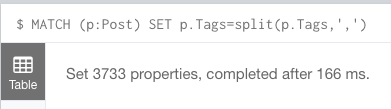 $ MATCH (p:Post) SET p.Tags=split(p.Tags,',')
Set 3733 properties, completed after 166 ms.
Table